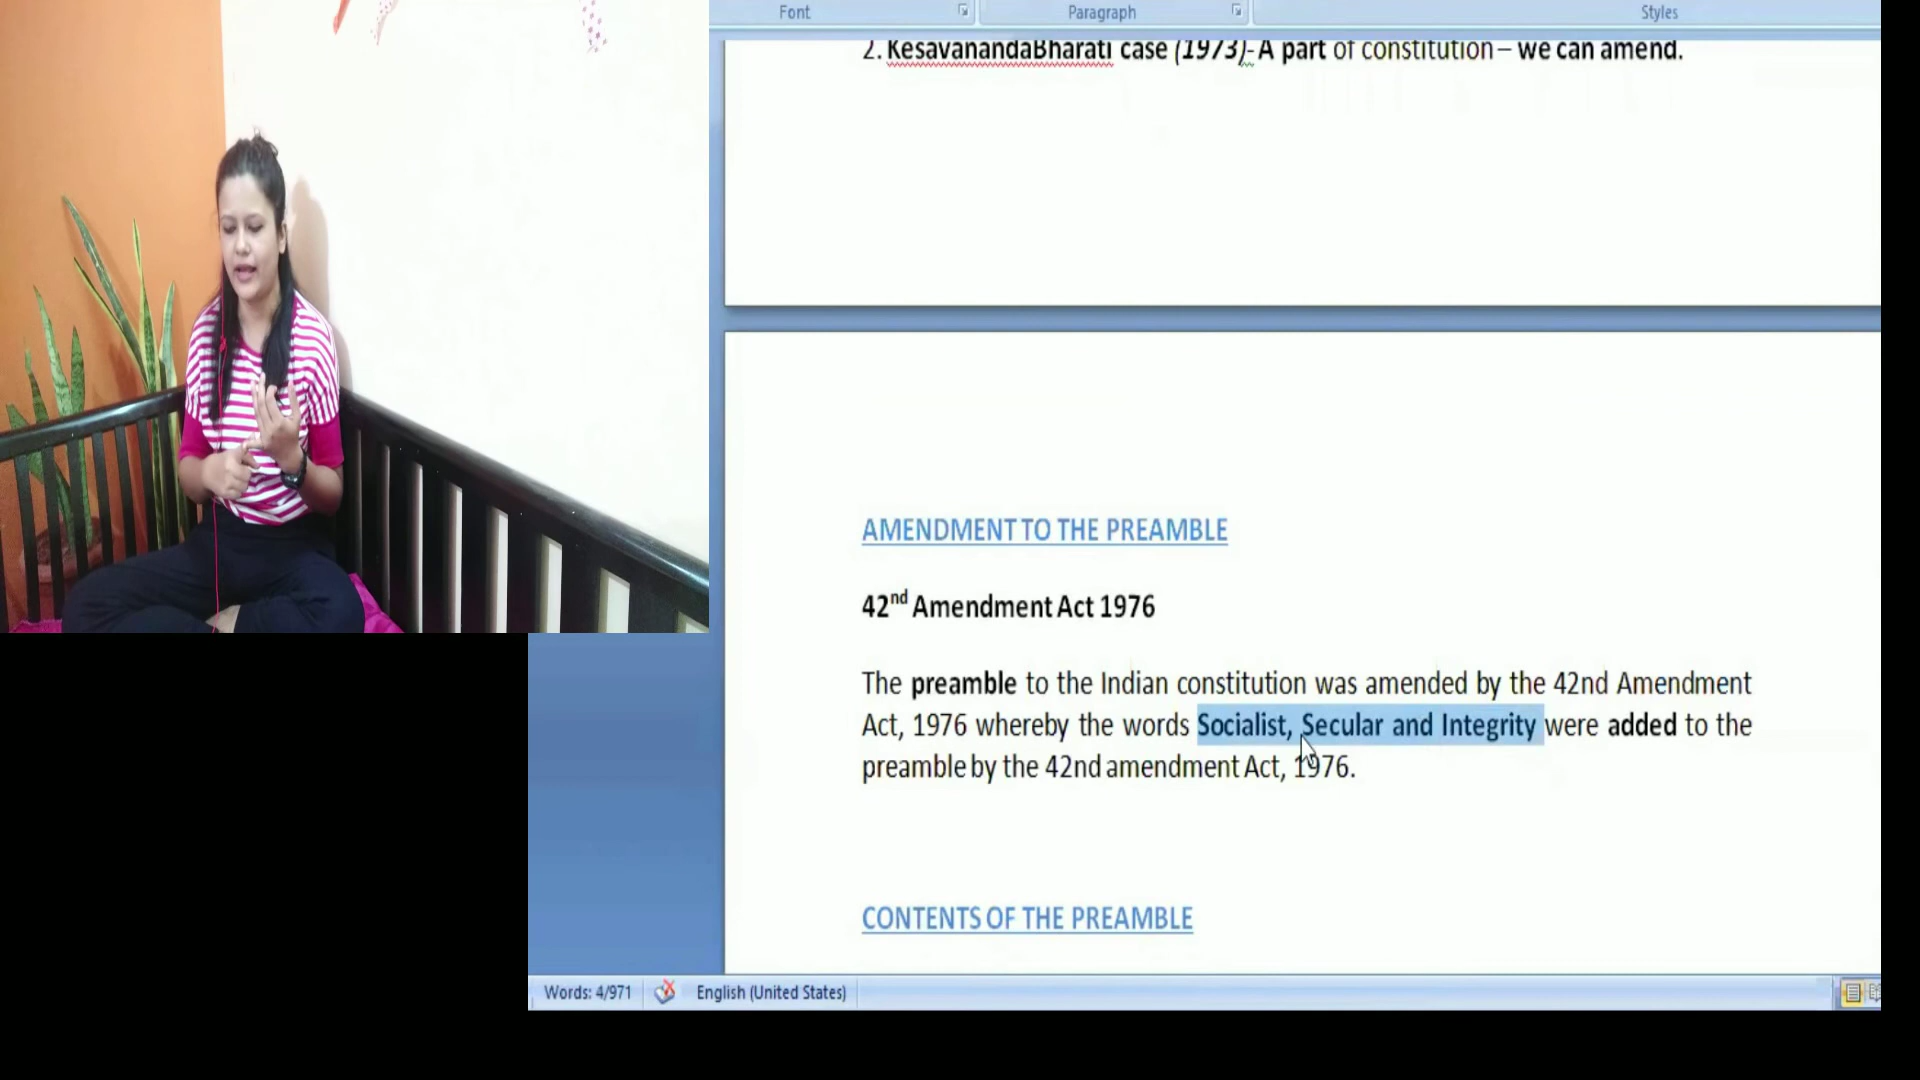 Font Paragraph Styles
2. KesavanandaBharati case (1973)- A part of constitution – we can amend.
AMENDMENT TO THE PREAMBLE
42nd Amendment Act 1976
The preamble to the Indian constitution was amended by the 42nd Amendment
Act, 1976 whereby the words Socialist, Secular and Integrity were added to the
preamble by the 42nd amendment Act, 1976.
CONTENTS OF THE PREAMBLE
Words: 4/971 English (United States)